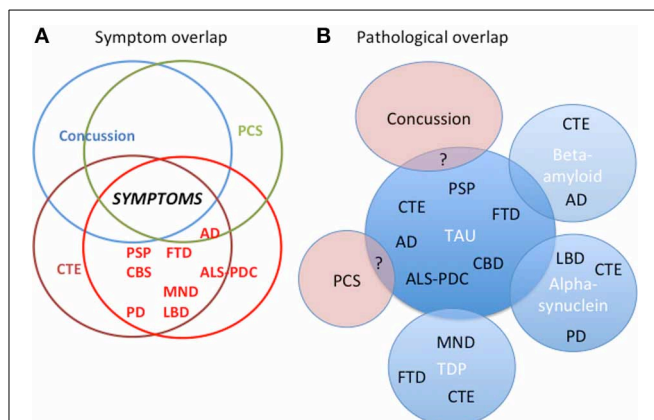 A Symptom overlap
B Pathological overlap
Concussion
PCS
SYMPTOMS
AD
PSP FTD
CTE
CBS
ALS-PDC
MND
PD LBD
Concussion
?
CTE
Beta-
amyloid
AD
PSP
CTE
FTD
TAU
AD
CBD
ALS-PDC
PCS
?
LBD
CTE
Alpha-
synuclein
PD
MND
TDP
FTD
CTE